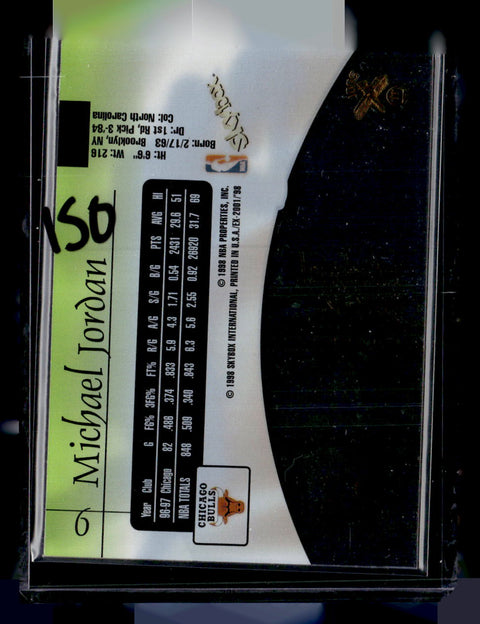 150
9 Michael Jordan
Ht: 6'6" Wt: 216
Born: 2/17/63 Brooklyn, NY
Dr: 1st Rd, Pick 3-'84
Col: North Carolina
Skybox
Year Club G FG% 3FG% FT% R/G A/G S/G B/G PTS AVG HI
96-97 Chicago 82 .486 .374 .833 5.9 4.3 1.71 0.54 2431 29.6 51
NBA TOTALS 848 .509 .340 .843 6.3 5.6 2.55 0.92 26920 31.7 69
CHICAGO
BULLS
© 1998 NBA PROPERTIES, INC.
© 1998 SKYBOX INTERNATIONAL, PRINTED IN U.S.A./EX-2001/'98